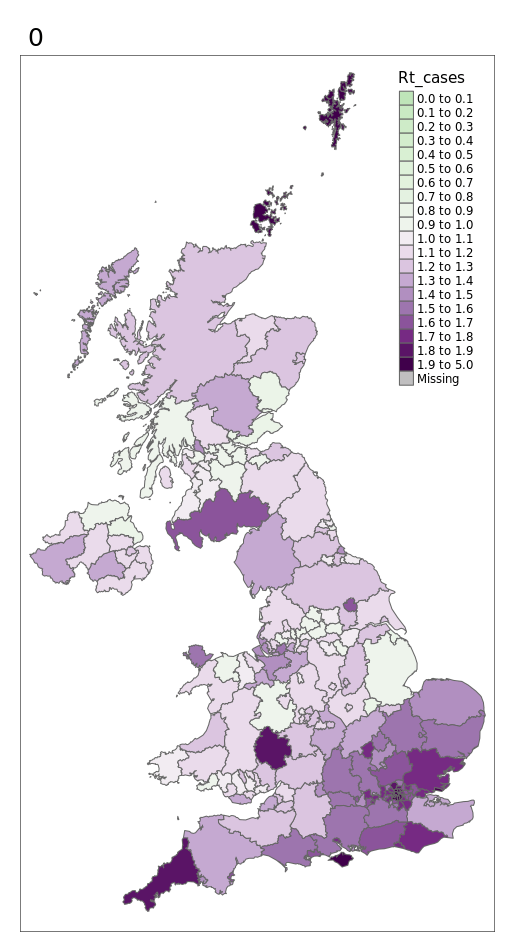 0
Rt_cases
0.0 to 0.1
0.1 to 0.2
0.2 to 0.3
0.3 to 0.4
0.4 to 0.5
0.5 to 0.6
0.6 to 0.7
0.7 to 0.8
0.8 to 0.9
0.9 to 1.0
1.0 to 1.1
1.1 to 1.2
1.2 to 1.3
1.3 to 1.4
1.4 to 1.5
1.5 to 1.6
1.6 to 1.7
1.7 to 1.8
1.8 to 1.9
1.9 to 5.0
Missing